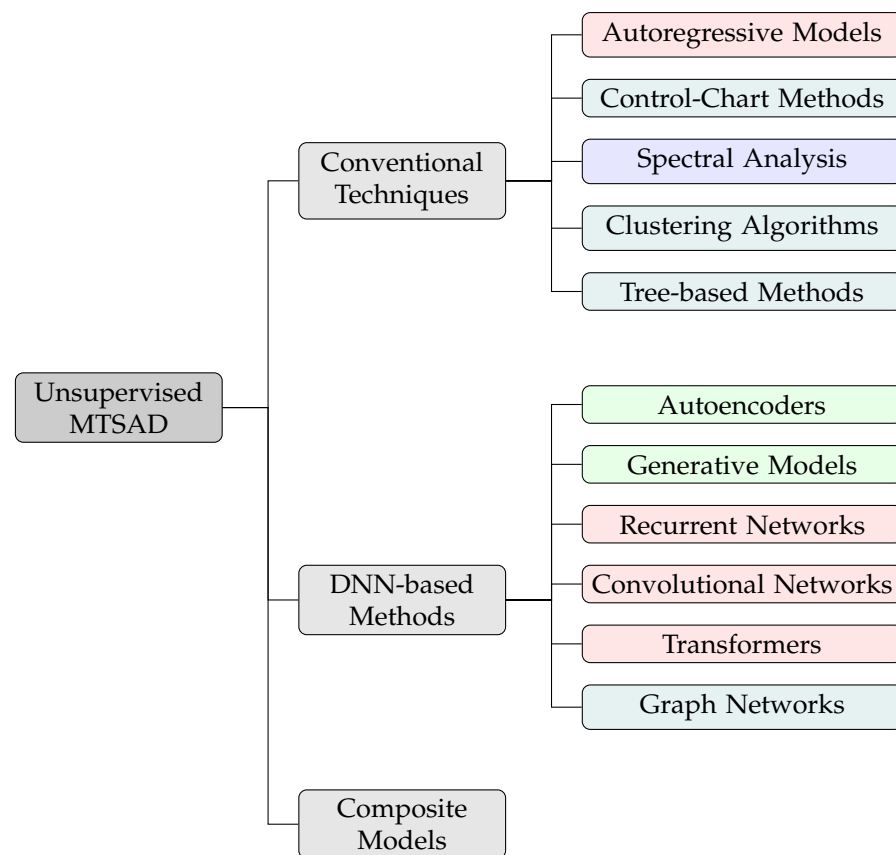 Autoregressive Models
Control-Chart Methods
Conventional
Techniques
Spectral Analysis
Clustering Algorithms
Tree-based Methods
Unsupervised
MTSAD
Autoencoders
Generative Models
Recurrent Networks
DNN-based
Methods
Convolutional Networks
Transformers
Graph Networks
Composite
Models